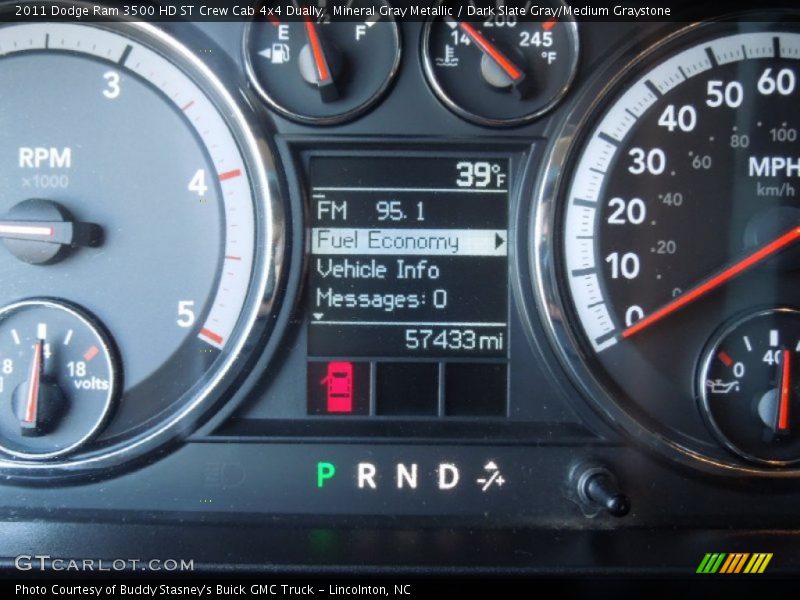 2011 Dodge Ram 3500 HD ST Crew Cab 4x4 Dually, Mineral Gray Metallic / Dark Slate Gray/Medium Graystone
E F
14 200 245
°F
3
4
5
RPM
x1000
39°F
FM 95.1
Fuel Economy
Vehicle Info
Messages: 0
57433 mi
0 10 20 30 40 50 60
20 40 60 80 100
MPH
km/h
8 18
volts
0 40
P R N D -/+
GTCARLOT.COM
Photo Courtesy of Buddy Stasney's Buick GMC Truck - Lincolnton, NC